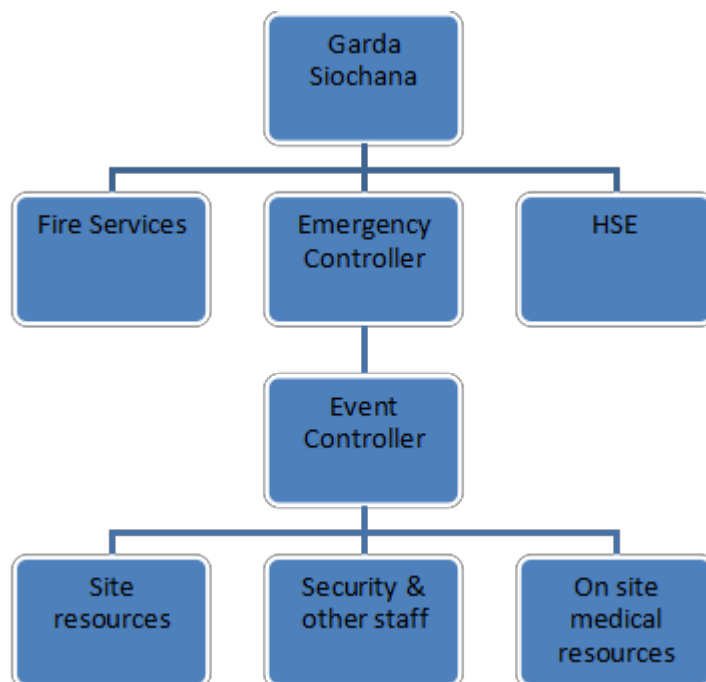 Garda
Siochana
Fire Services
Emergency
Controller
HSE
Event
Controller
Site
resources
Security &
other staff
On site
medical
resources